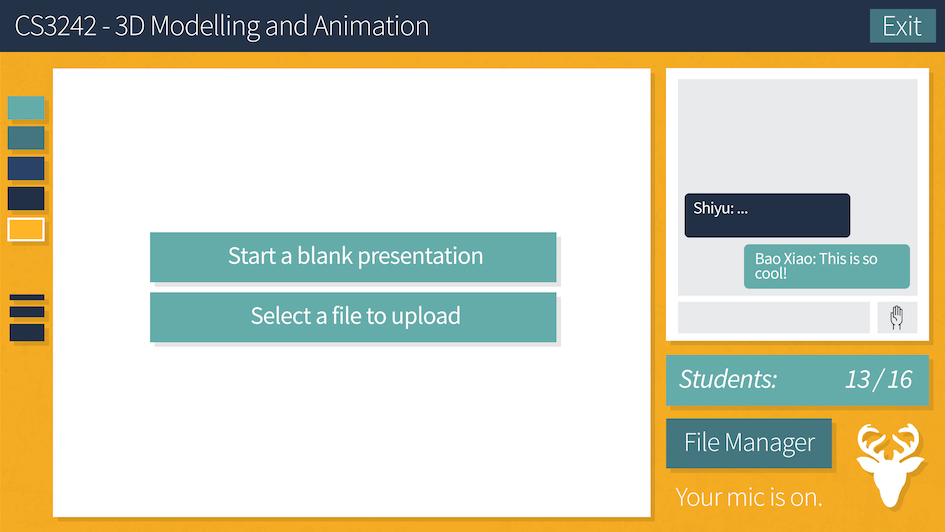 CS3242 - 3D Modelling and Animation
Exit
Start a blank presentation
Select a file to upload
Shiyu: ...
Bao Xiao: This is so
cool!
Students: 13 / 16
File Manager
Your mic is on.